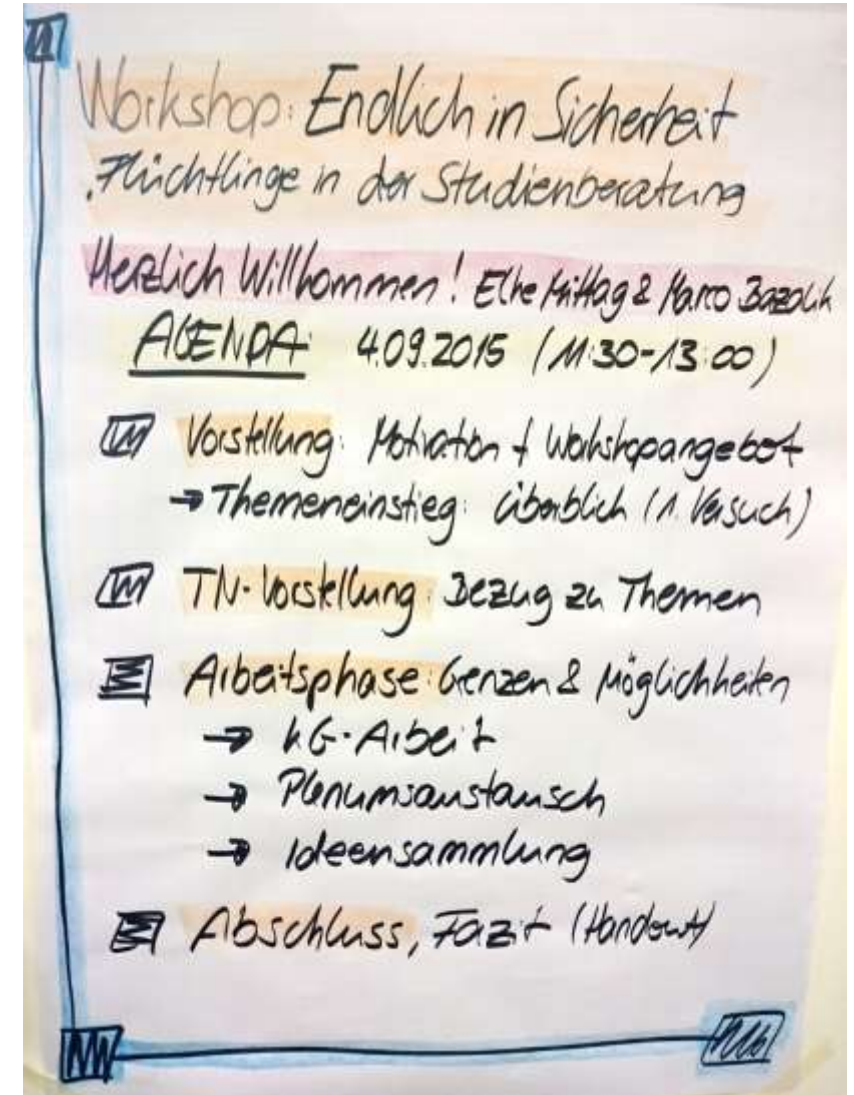 Workshop: Endlich in Sicherheit
Flüchtlinge in der Studienberatung
Herzlich Willkommen! Elke Mittag & Marco Bazalik
AGENDA: 4.09.2015 (11:30-13:00)
Vorstellung: Motivation + Workshopangebot
→ Themeneinstieg: Überblick (1. Versuch)
TN-Vorstellung: Bezug zu Themen
Arbeitsphase: Grenzen & Möglichkeiten
→ KG-Arbeit
→ Plenumsaustausch
→ Ideensammlung
Abschluss, Fazit (Handout)